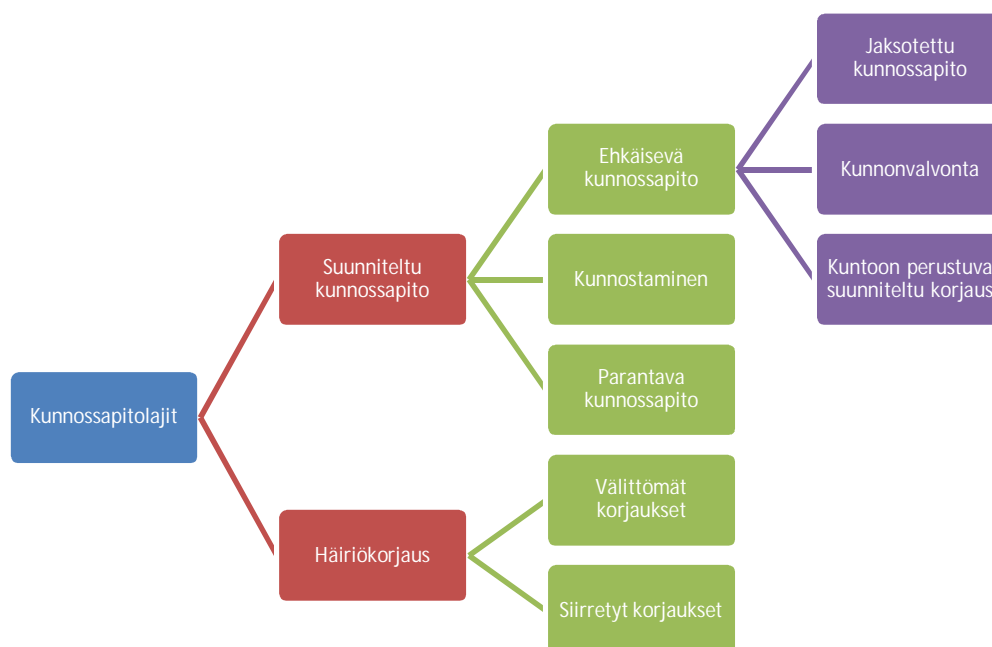 Jaksotettu
kunnossapito
Ehkäisevä
kunnossapito
Kunnonvalvonta
Suunniteltu
kunnossapito
Kunnostaminen
Kuntoon perustuva
suunniteltu korjaus
Parantava
kunnossapito
Kunnossapitolajit
Välittömät
korjaukset
Häiriökorjaus
Siirretyt korjaukset